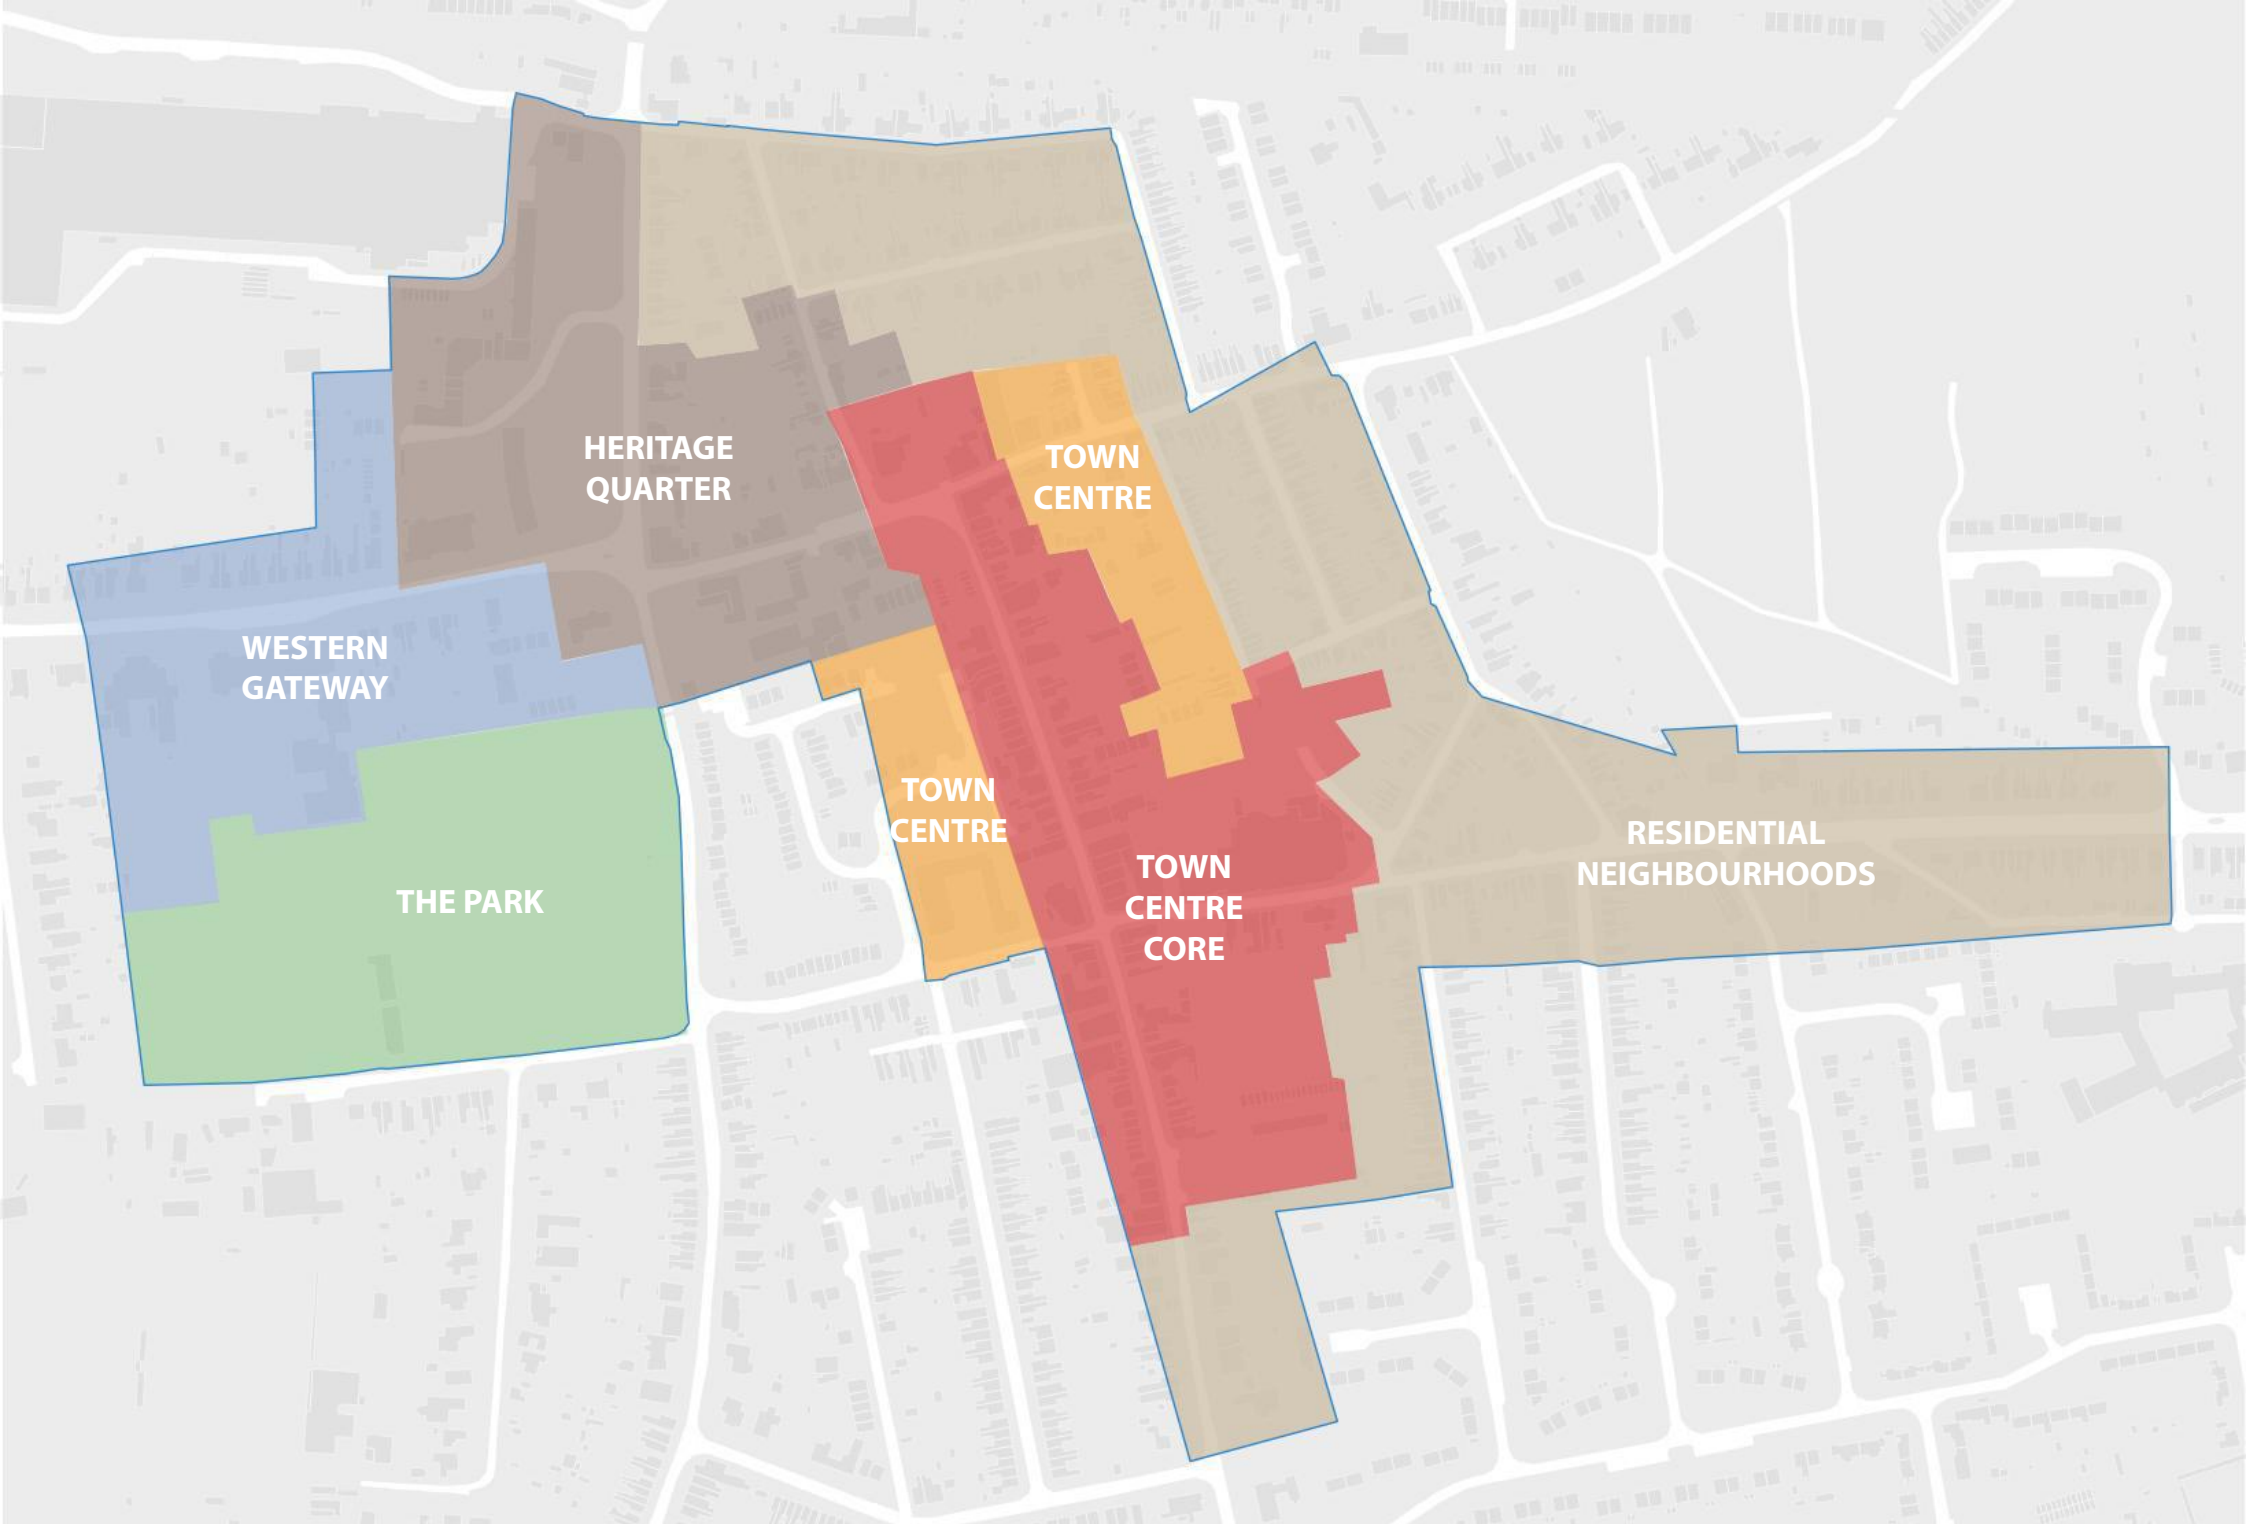 HERITAGE
QUARTER
TOWN
CENTRE
WESTERN
GATEWAY
TOWN
CENTRE
THE PARK
TOWN
CENTRE
CORE
RESIDENTIAL
NEIGHBOURHOODS